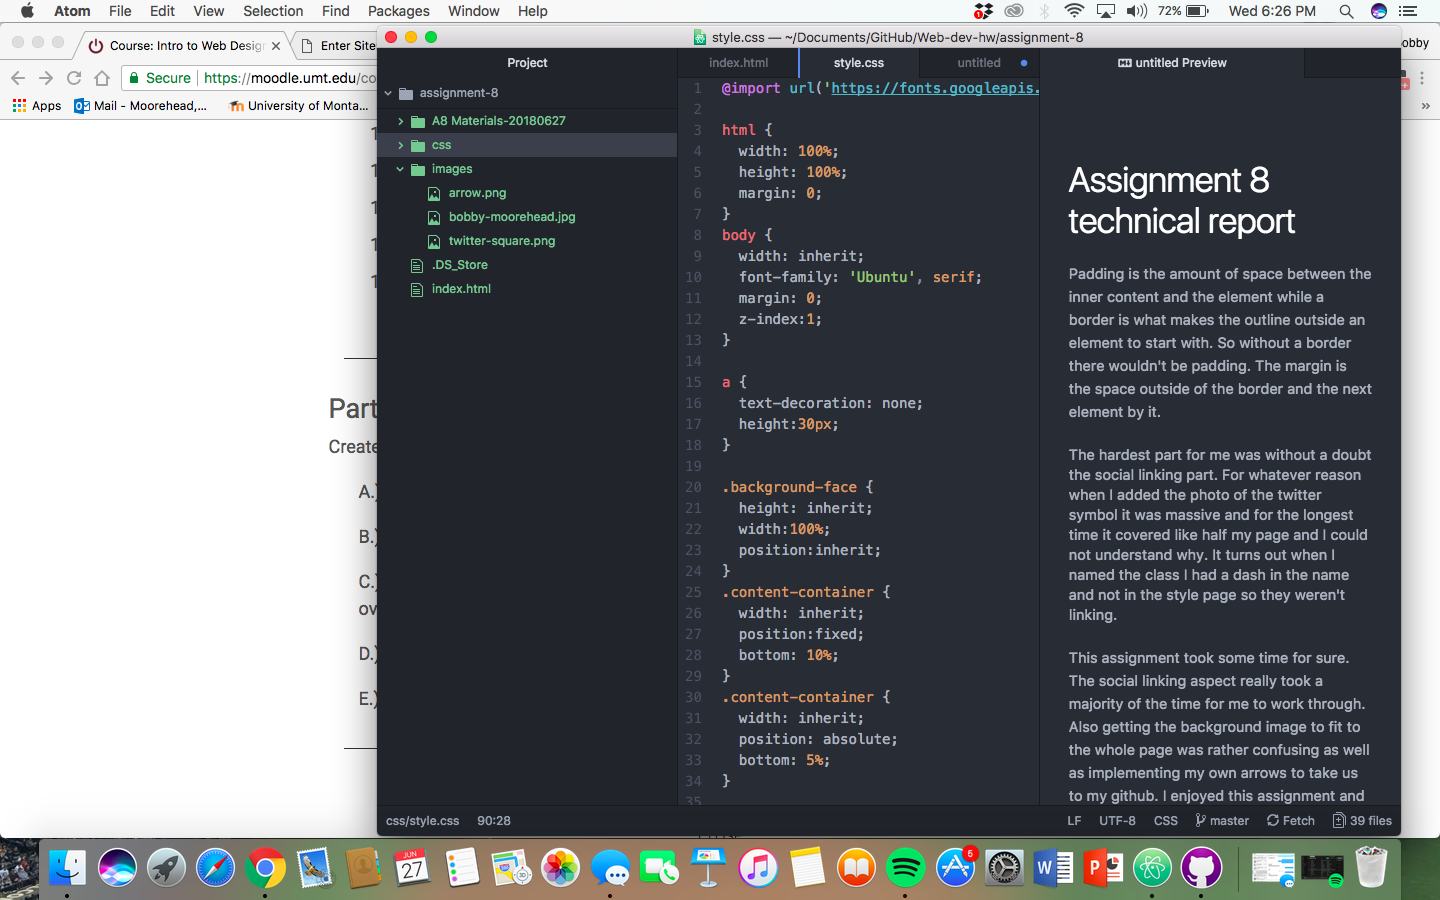 Atom File Edit View Selection Find Packages Window Help 1 72% Wed 6:26 PM
Course: Intro to Web Desig
Enter Site
obby
Secure https://moodle.umt.edu/co
Apps Mail - Moorehead,... University of Monta...
»
Part
Create
A.)
B.)
C.)
ov
D.)
E.)
style.css — ~/Documents/GitHub/Web-dev-hw/assignment-8
Project
assignment-8
A8 Materials-20180627
css
images
arrow.png
bobby-moorehead.jpg
twitter-square.png
.DS_Store
index.html
index.html style.css untitled untitled Preview
1 @import url('https://fonts.googleapis.
2
3 html {
4 width: 100%;
5 height: 100%;
6 margin: 0;
7 }
8 body {
9 width: inherit;
10 font-family: 'Ubuntu', serif;
11 margin: 0;
12 z-index:1;
13 }
14
15 a {
16 text-decoration: none;
17 height:30px;
18 }
19
20 .background-face {
21 height: inherit;
22 width:100%;
23 position:inherit;
24 }
25 .content-container {
26 width: inherit;
27 position:fixed;
28 bottom: 10%;
29 }
30 .content-container {
31 width: inherit;
32 position: absolute;
33 bottom: 5%;
34 }
35
Assignment 8
technical report
Padding is the amount of space between the
inner content and the element while a
border is what makes the outline outside an
element to start with. So without a border
there wouldn't be padding. The margin is
the space outside of the border and the next
element by it.
The hardest part for me was without a doubt
the social linking part. For whatever reason
when I added the photo of the twitter
symbol it was massive and for the longest
time it covered like half my page and I could
not understand why. It turns out when I
named the class I had a dash in the name
and not in the style page so they weren't
linking.
This assignment took some time for sure.
The social linking aspect really took a
majority of the time for me to work through.
Also getting the background image to fit to
the whole page was rather confusing as well
as implementing my own arrows to take us
to my github. I enjoyed this assignment and
css/style.css 90:28 LF UTF-8 CSS master Fetch 39 files
JUN
27
5